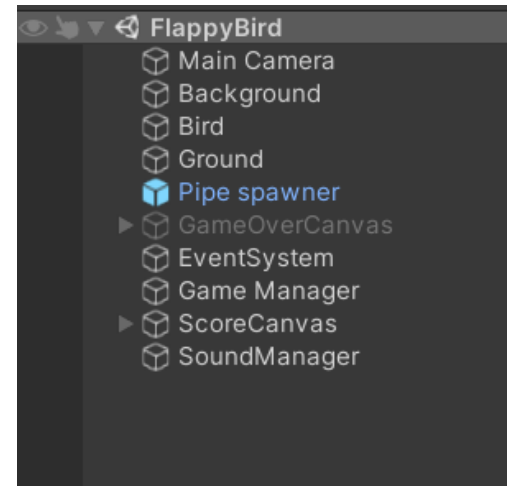 FlappyBird
Main Camera
Background
Bird
Ground
Pipe spawner
GameOverCanvas
EventSystem
Game Manager
ScoreCanvas
SoundManager